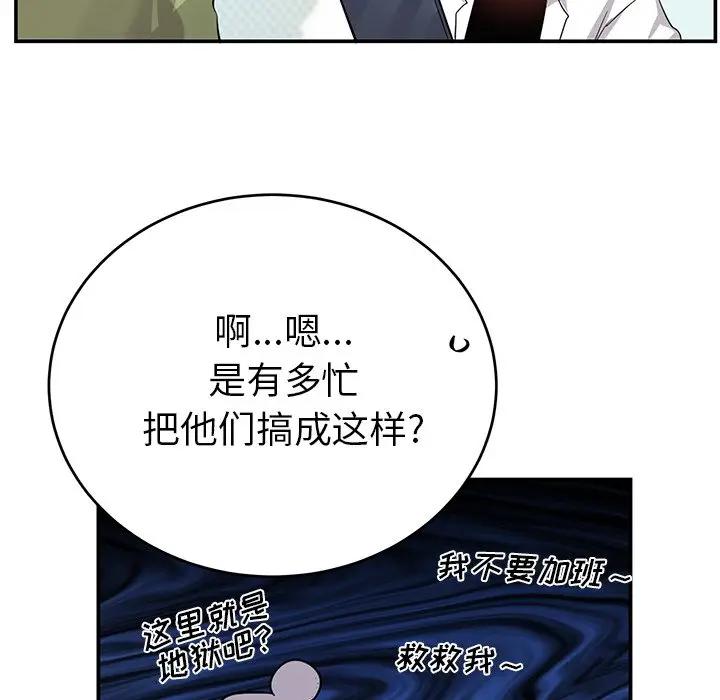 啊...嗯...
是有多忙
把他们搞成这样?
我不要加班~
这里就是
地狱吧?
救救我~